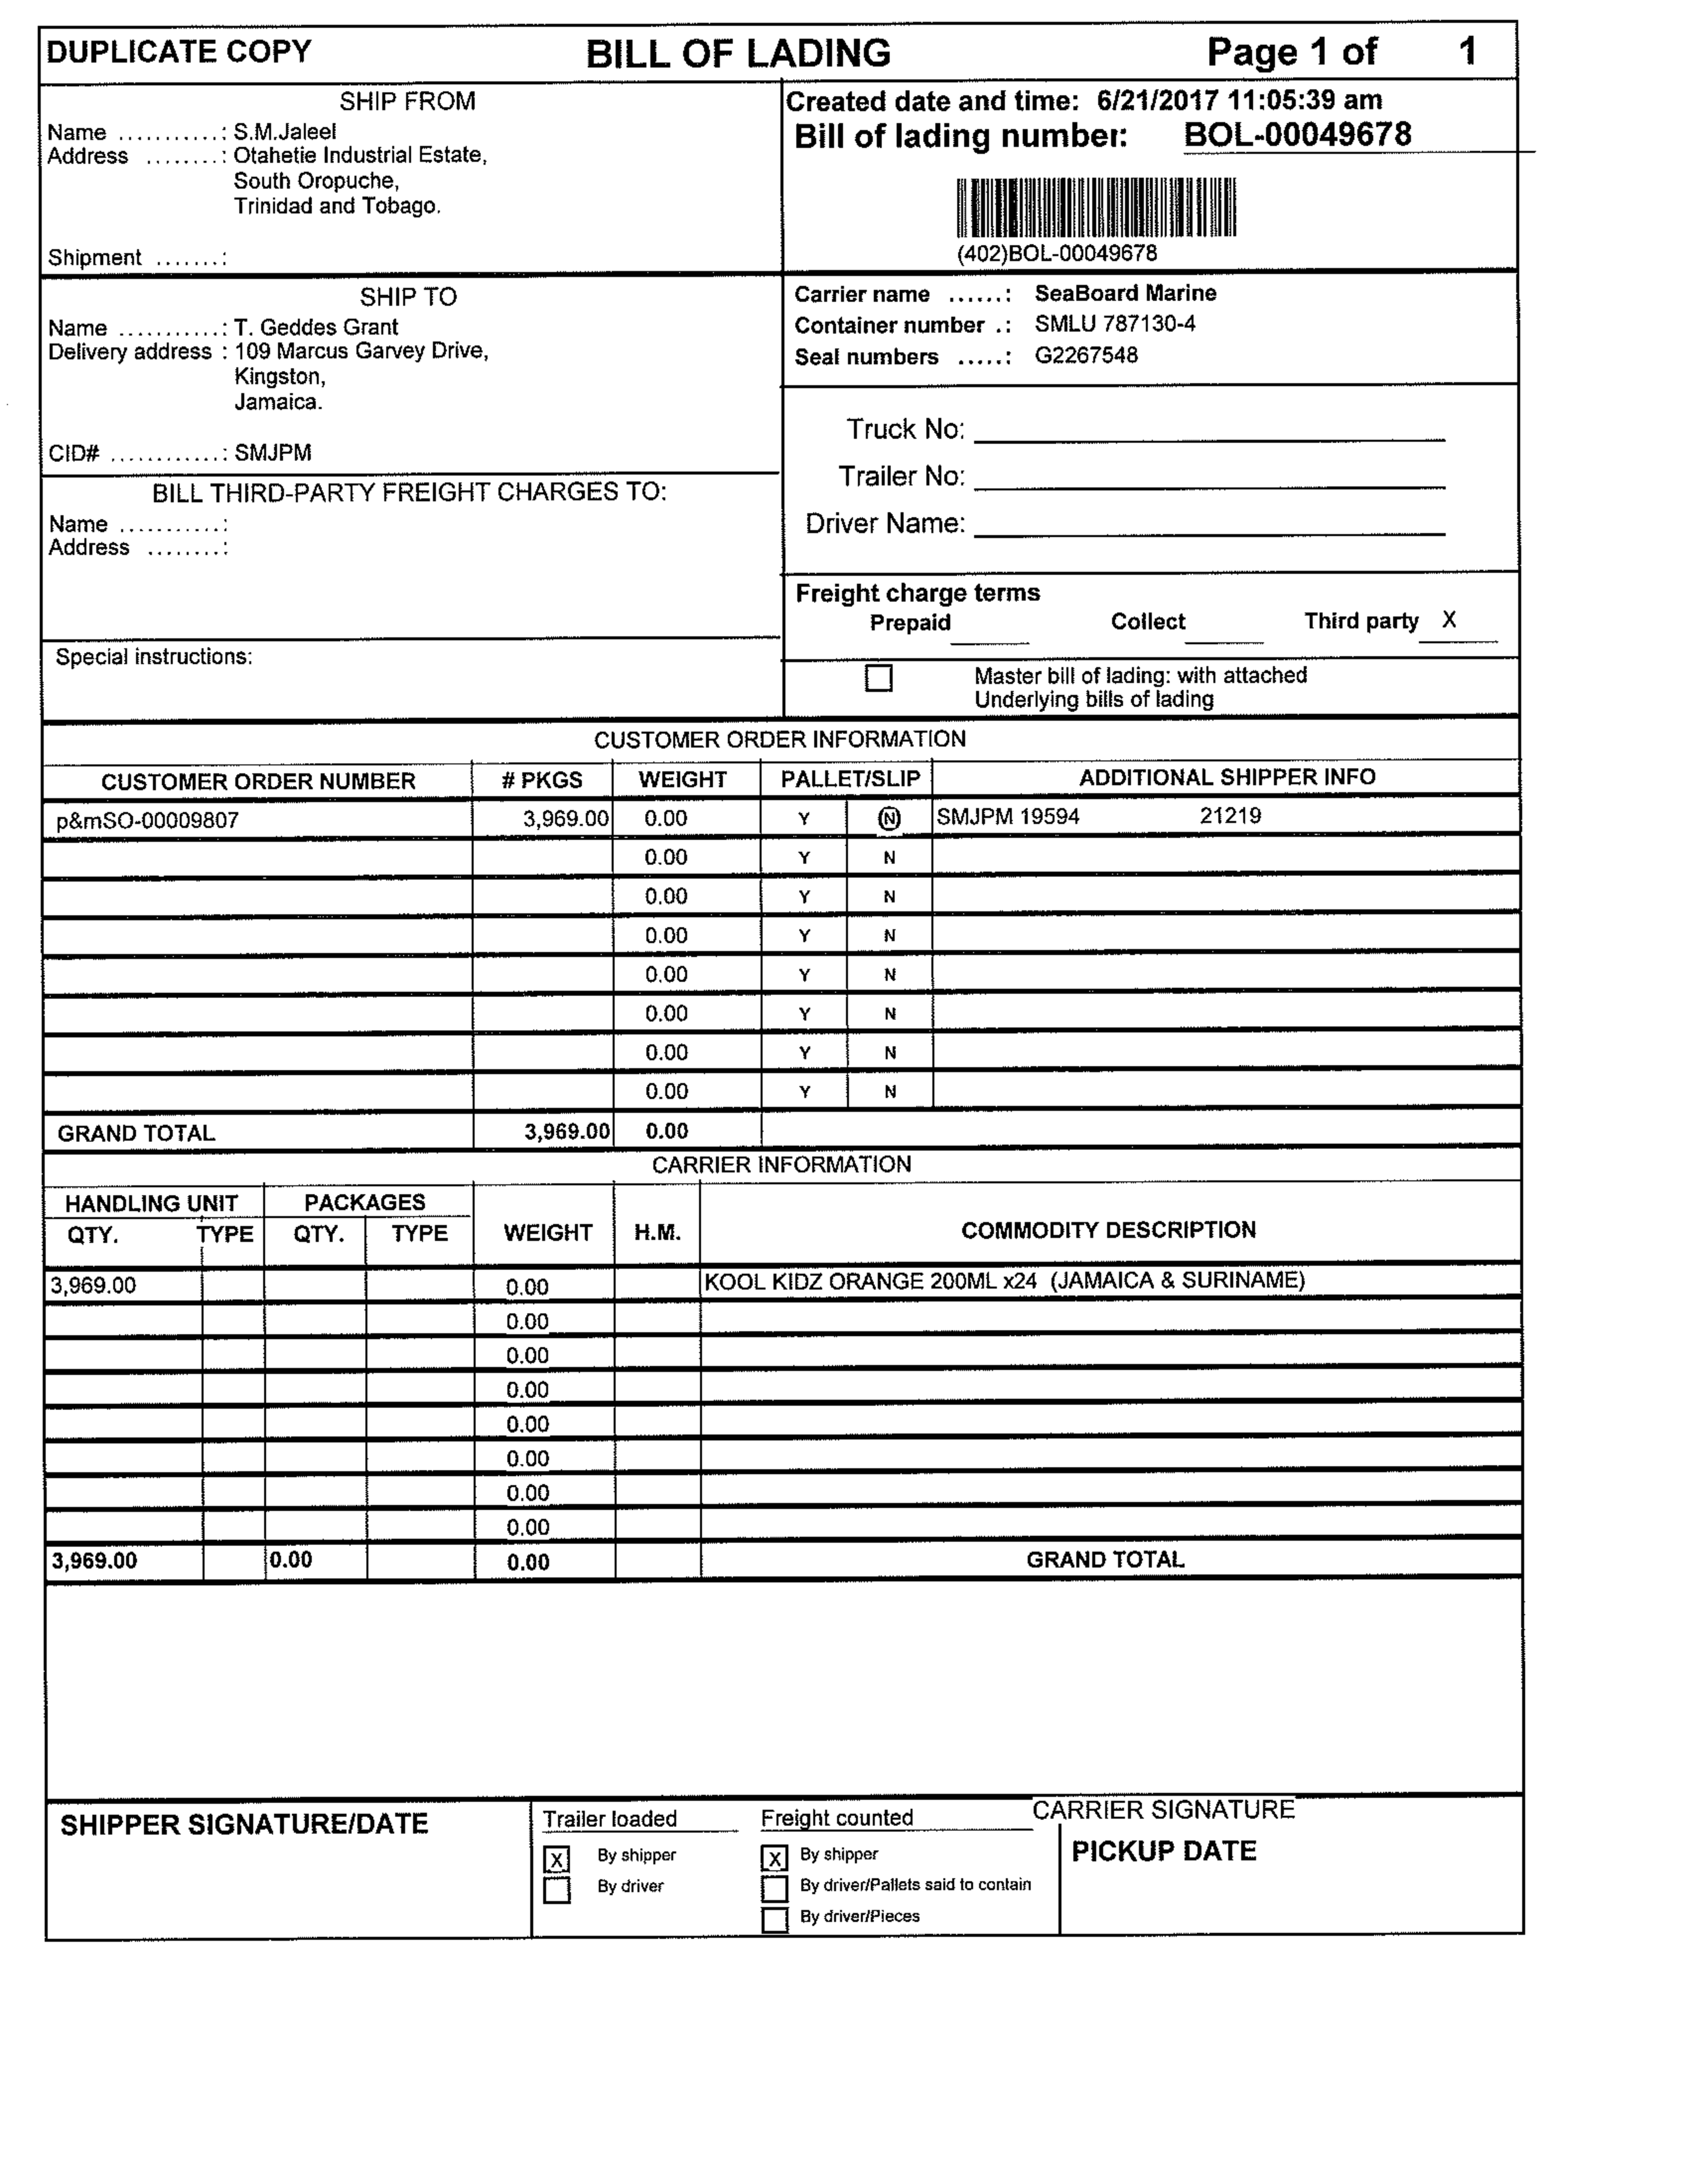 DUPLICATE COPY BILL OF LADING Page 1 of 1
SHIP FROM
Name ...........: S.M.Jaleel
Address ........: Otahetie Industrial Estate,
South Oropuche,
Trinidad and Tobago.
Shipment .......:
Created date and time: 6/21/2017 11:05:39 am
Bill of lading number: BOL-00049678
(402)BOL-00049678
SHIP TO
Name ...........: T. Geddes Grant
Delivery address : 109 Marcus Garvey Drive,
Kingston,
Jamaica.
CID# ............: SMJPM
Carrier name ......: SeaBoard Marine
Container number .: SMLU 787130-4
Seal numbers .....: G2267548
Truck No:
Trailer No:
Driver Name:
BILL THIRD-PARTY FREIGHT CHARGES TO:
Name ...........:
Address ........:
Freight charge terms
Prepaid Collect Third party X
Special instructions:
Master bill of lading: with attached
Underlying bills of lading
CUSTOMER ORDER INFORMATION
CUSTOMER ORDER NUMBER # PKGS WEIGHT PALLET/SLIP ADDITIONAL SHIPPER INFO
p&mSO-00009807 3,969.00 0.00 Y N SMJPM 19594 21219
0.00 Y N
0.00 Y N
0.00 Y N
0.00 Y N
0.00 Y N
0.00 Y N
0.00 Y N
GRAND TOTAL 3,969.00 0.00
CARRIER INFORMATION
HANDLING UNIT PACKAGES
QTY. TYPE QTY. TYPE WEIGHT H.M. COMMODITY DESCRIPTION
3,969.00 0.00 KOOL KIDZ ORANGE 200ML x24 (JAMAICA & SURINAME)
0.00
0.00
0.00
0.00
0.00
0.00
0.00
3,969.00 0.00 0.00 GRAND TOTAL
SHIPPER SIGNATURE/DATE
Trailer loaded
X By shipper
By driver
Freight counted
X By shipper
By driver/Pallets said to contain
By driver/Pieces
CARRIER SIGNATURE
PICKUP DATE